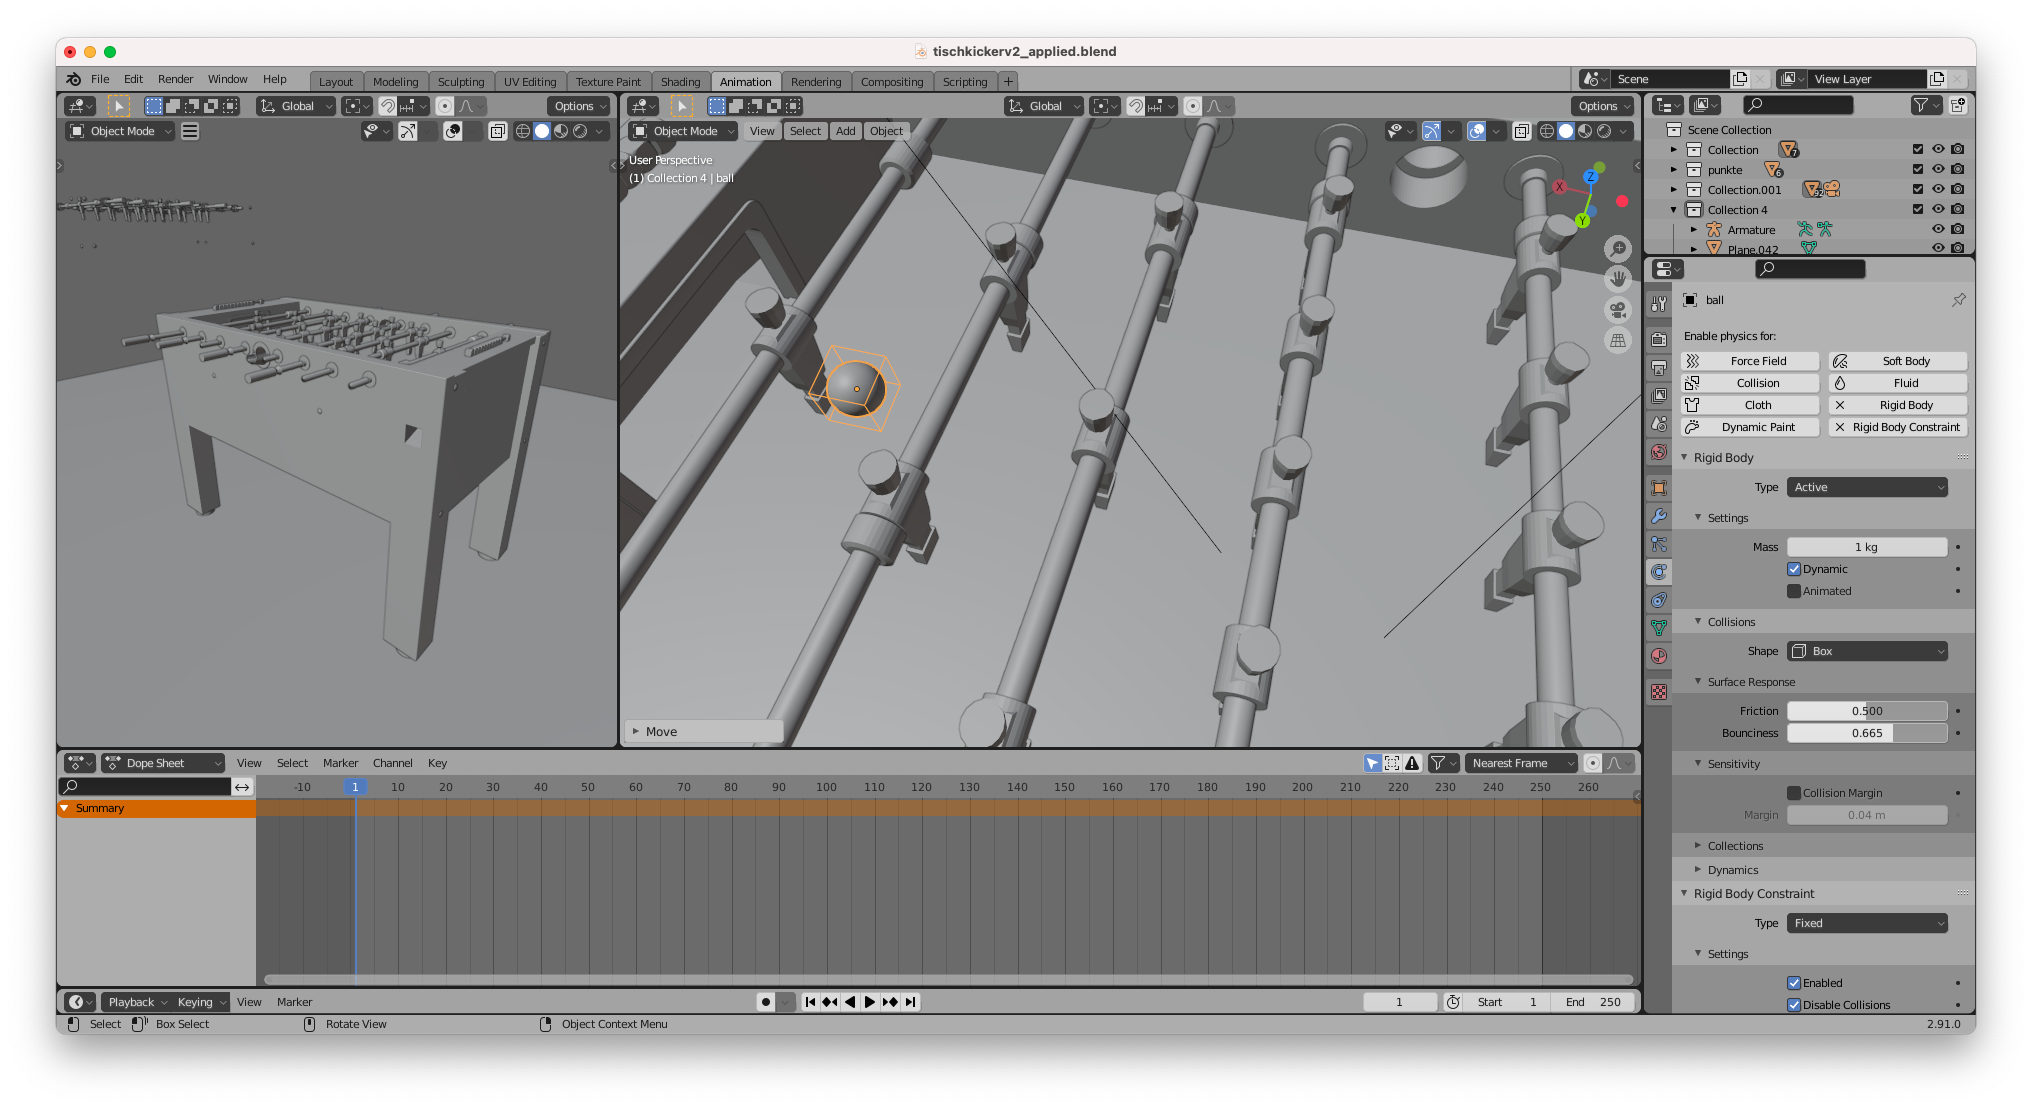 tischkickerv2_applied.blend
File Edit Render Window Help
Layout Modeling Sculpting UV Editing Texture Paint Shading Animation Rendering Compositing Scripting +
Scene View Layer
Global Options
Object Mode
Global Options
Object Mode View Select Add Object
User Perspective
(1) Collection 4 | ball
X Z Y
Move
Scene Collection
Collection 7
punkte 6
Collection.001
Collection 4
Armature
Plane.042
ball
Enable physics for:
Force Field Soft Body
Collision Fluid
Cloth Rigid Body
Dynamic Paint Rigid Body Constraint
Rigid Body
Type Active
Settings
Mass 1 kg
Dynamic
Animated
Collisions
Shape Box
Surface Response
Friction 0.500
Bounciness 0.665
Sensitivity
Collision Margin
Margin 0.04 m
Collections
Dynamics
Rigid Body Constraint
Type Fixed
Settings
Enabled
Disable Collisions
Dope Sheet View Select Marker Channel Key Nearest Frame
-10 1 10 20 30 40 50 60 70 80 90 100 110 120 130 140 150 160 170 180 190 200 210 220 230 240 250 260
Summary
Playback Keying View Marker 1 Start 1 End 250
Select Box Select Rotate View Object Context Menu 2.91.0